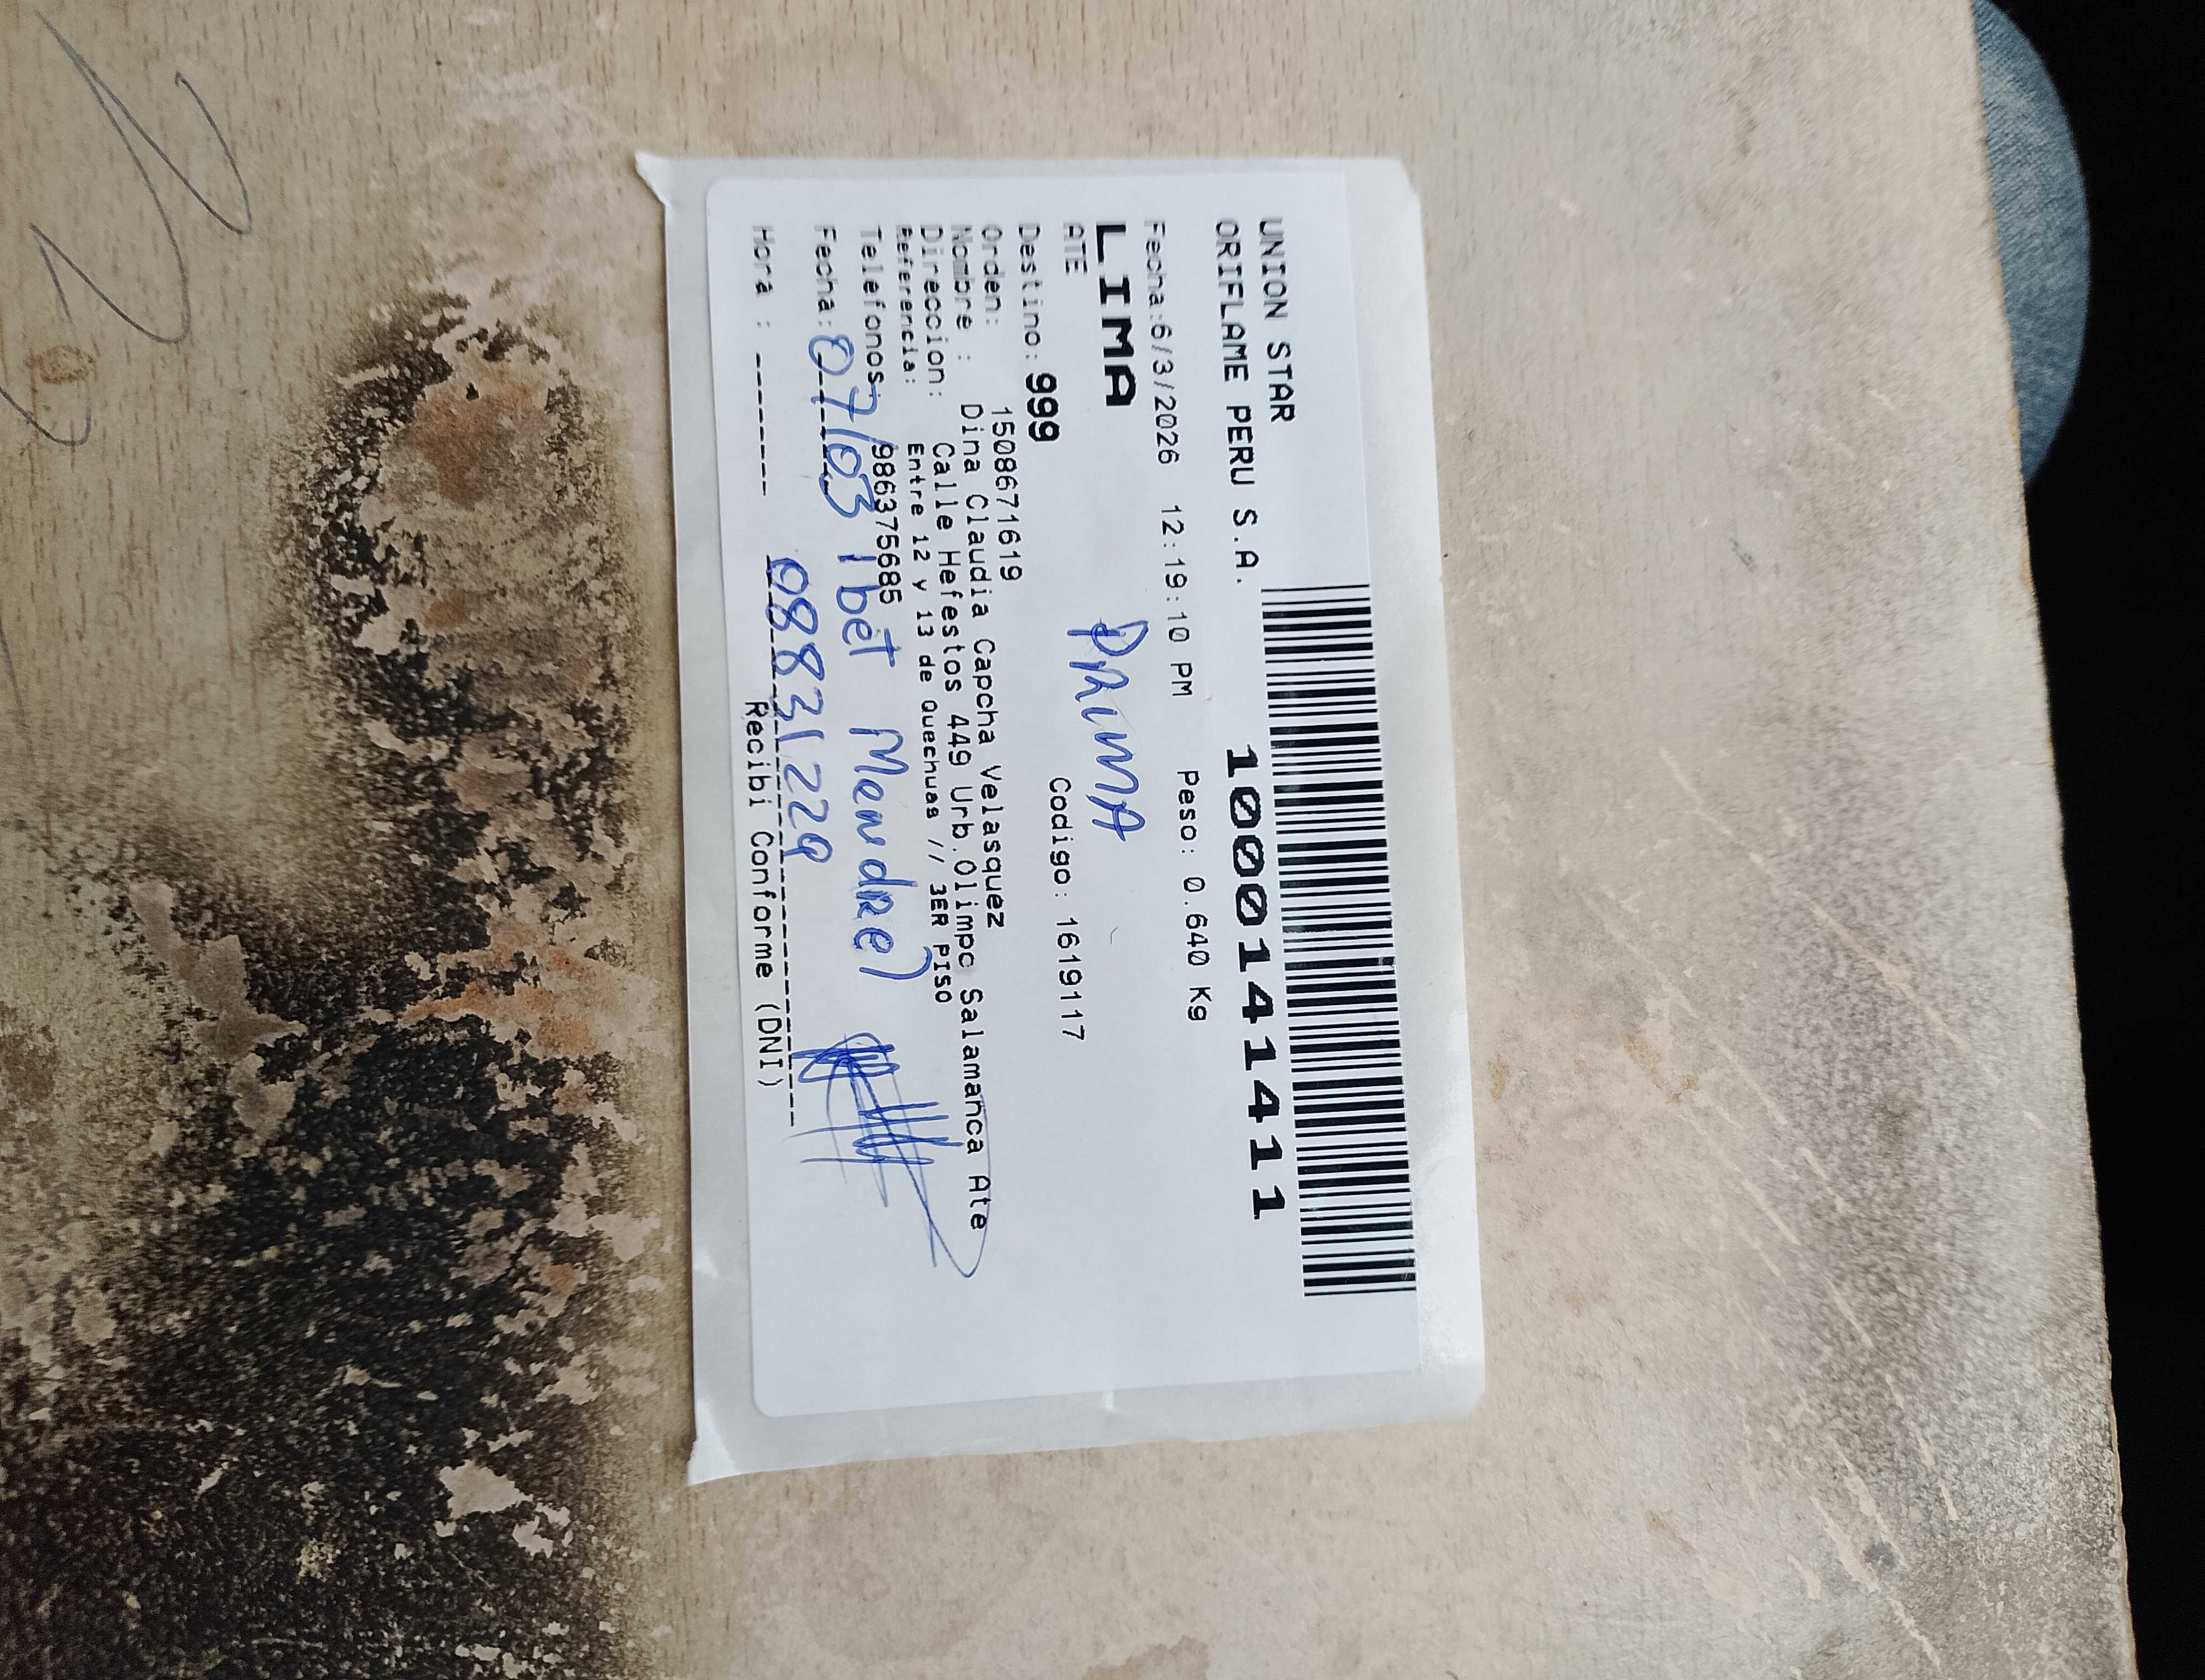 UNION STAR
ORIFLAME PERU S.A. 10001414411
Fecha:6/3/2026 12:19:10 PM Peso: 0.640 Kg
LIMA PRIMA
ATE
Destino: 999 Codigo: 1619117
Orden: 1508671619
Nombre : Dina Claudia Capcha Velasquez
Direccion: Calle Hefestos 449 Urb.Olimpo Salamanca Ate
Referencia: Entre 12 y 13 de Quechuas // 3ER PISO
Telefonos: 986375685
Fecha: 07/03 Ibet
08831229
Hora : Recibi Conforme (DNI)